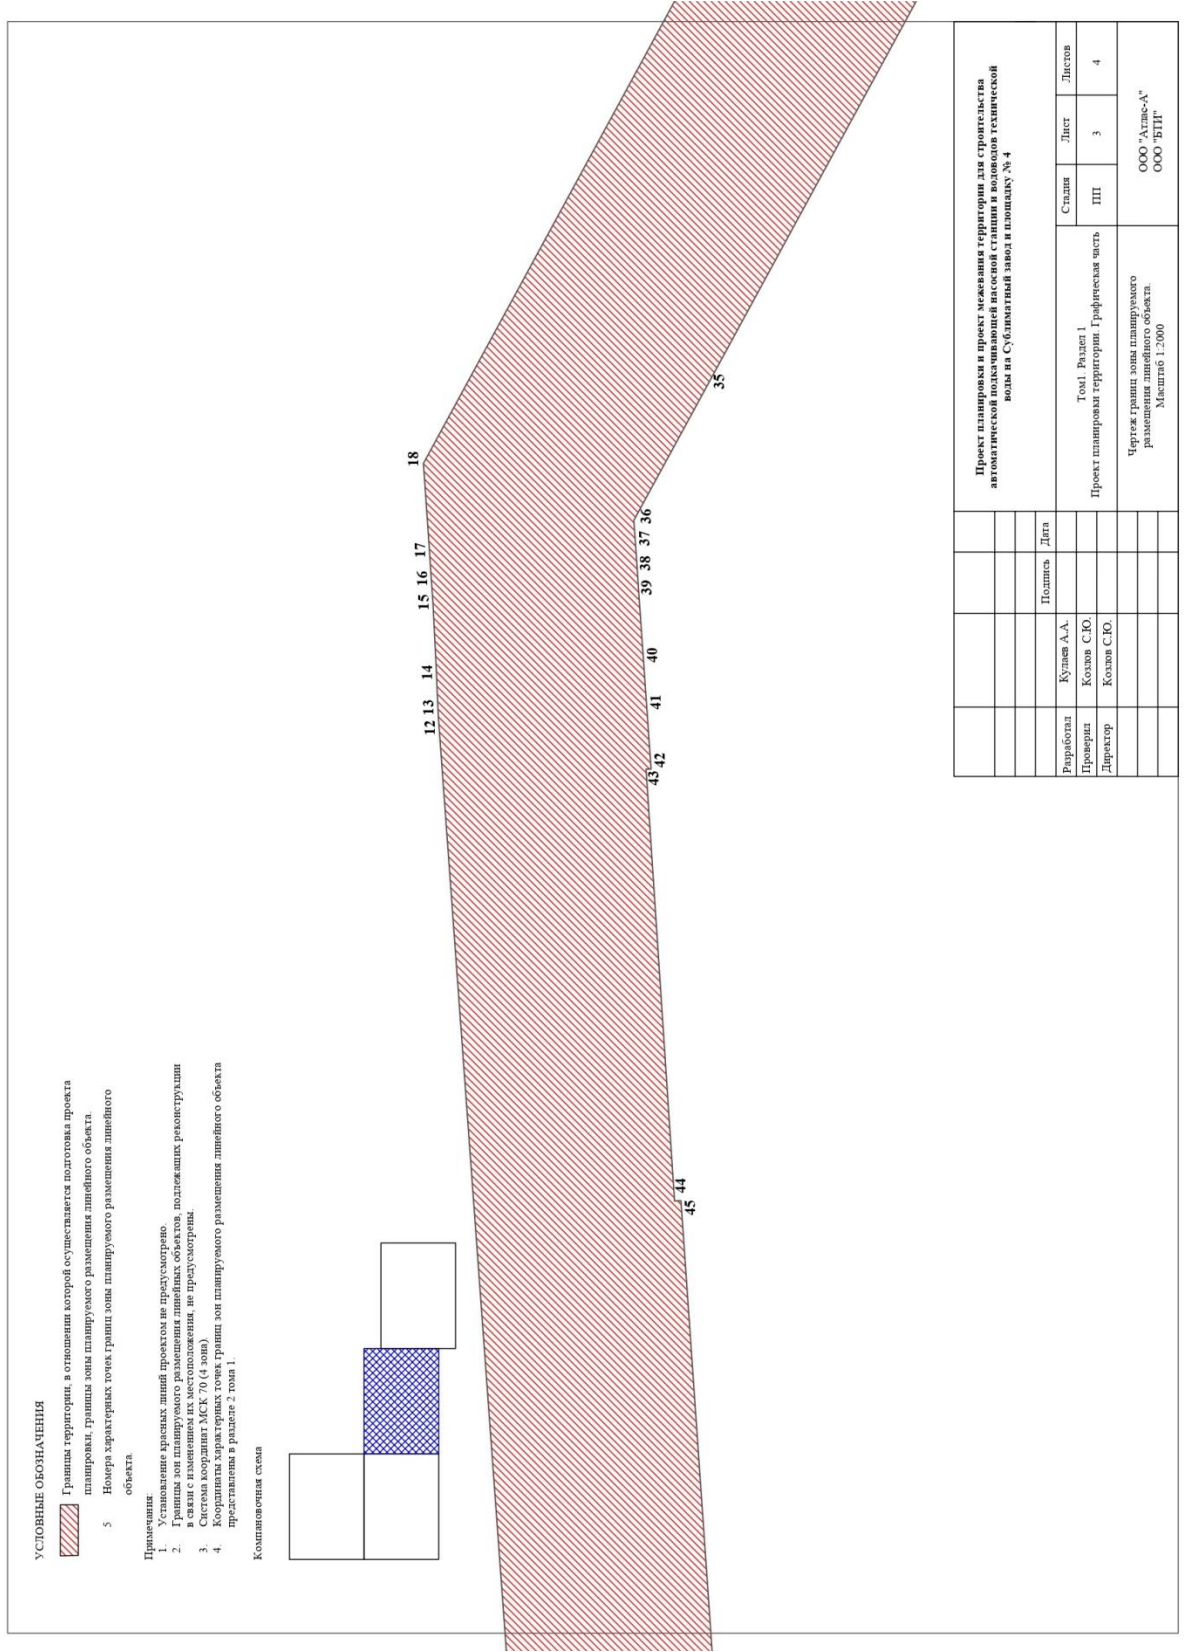 УСЛОВНЫЕ ОБОЗНАЧЕНИЯ
Границы территории, в отношении которой осуществляется подготовка проекта
планировки, границы зоны планируемого размещения линейного объекта.
5 Номера характерных точек границ зоны планируемого размещения линейного
объекта.
Примечания:
1. Установление красных линий проектом не предусмотрено.
2. Границы зон планируемого размещения линейных объектов, подлежащих реконструкции
в связи с изменением их местоположения, не предусмотрены.
3. Система координат МСК 70 (4 зона).
4. Координаты характерных точек границ зон планируемого размещения линейного объекта
представлены в разделе 2 тома 1.
Компановочная схема
12 13 14 15 16 17 18
45 44 43 42 41 40 39 38 37 36 35
Проект планировки и проект межевания территории для строительства
автоматической подкачивающей насосной станции и водоводов технической
воды на Сублиматный завод и площадку № 4
Подпись Дата
Разработал Кулаев А.А.
Проверил Козлов С.Ю.
Директор Козлов С.Ю.
Том1. Раздел 1
Проект планировки территории. Графическая часть
Стадия Лист Листов
ПП 3 4
Чертеж границ зоны планируемого
размещения линейного объекта.
Масштаб 1:2000
ООО "Атлас-А"
ООО "БТИ"